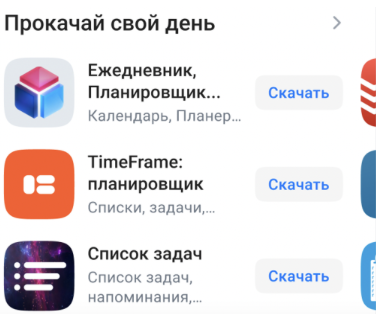 Прокачай свой день
Ежедневник,
Планировщик...
Календарь, Планер...
Скачать
TimeFrame:
планировщик
Списки, задачи,...
Скачать
Список задач
Список задач,
напоминания,...
Скачать